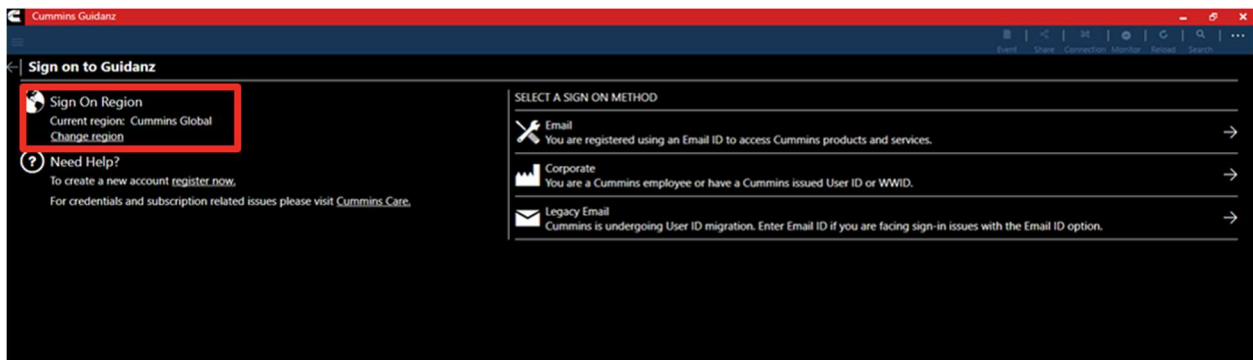 Cummins Guidanz
Event Share Connection Monitor Reload Search
Sign on to Guidanz
Sign On Region
Current region: Cummins Global
Change region
? Need Help?
To create a new account register now.
For credentials and subscription related issues please visit Cummins Care.
SELECT A SIGN ON METHOD
Email
You are registered using an Email ID to access Cummins products and services.
Corporate
You are a Cummins employee or have a Cummins issued User ID or WWID.
Legacy Email
Cummins is undergoing User ID migration. Enter Email ID if you are facing sign-in issues with the Email ID option.